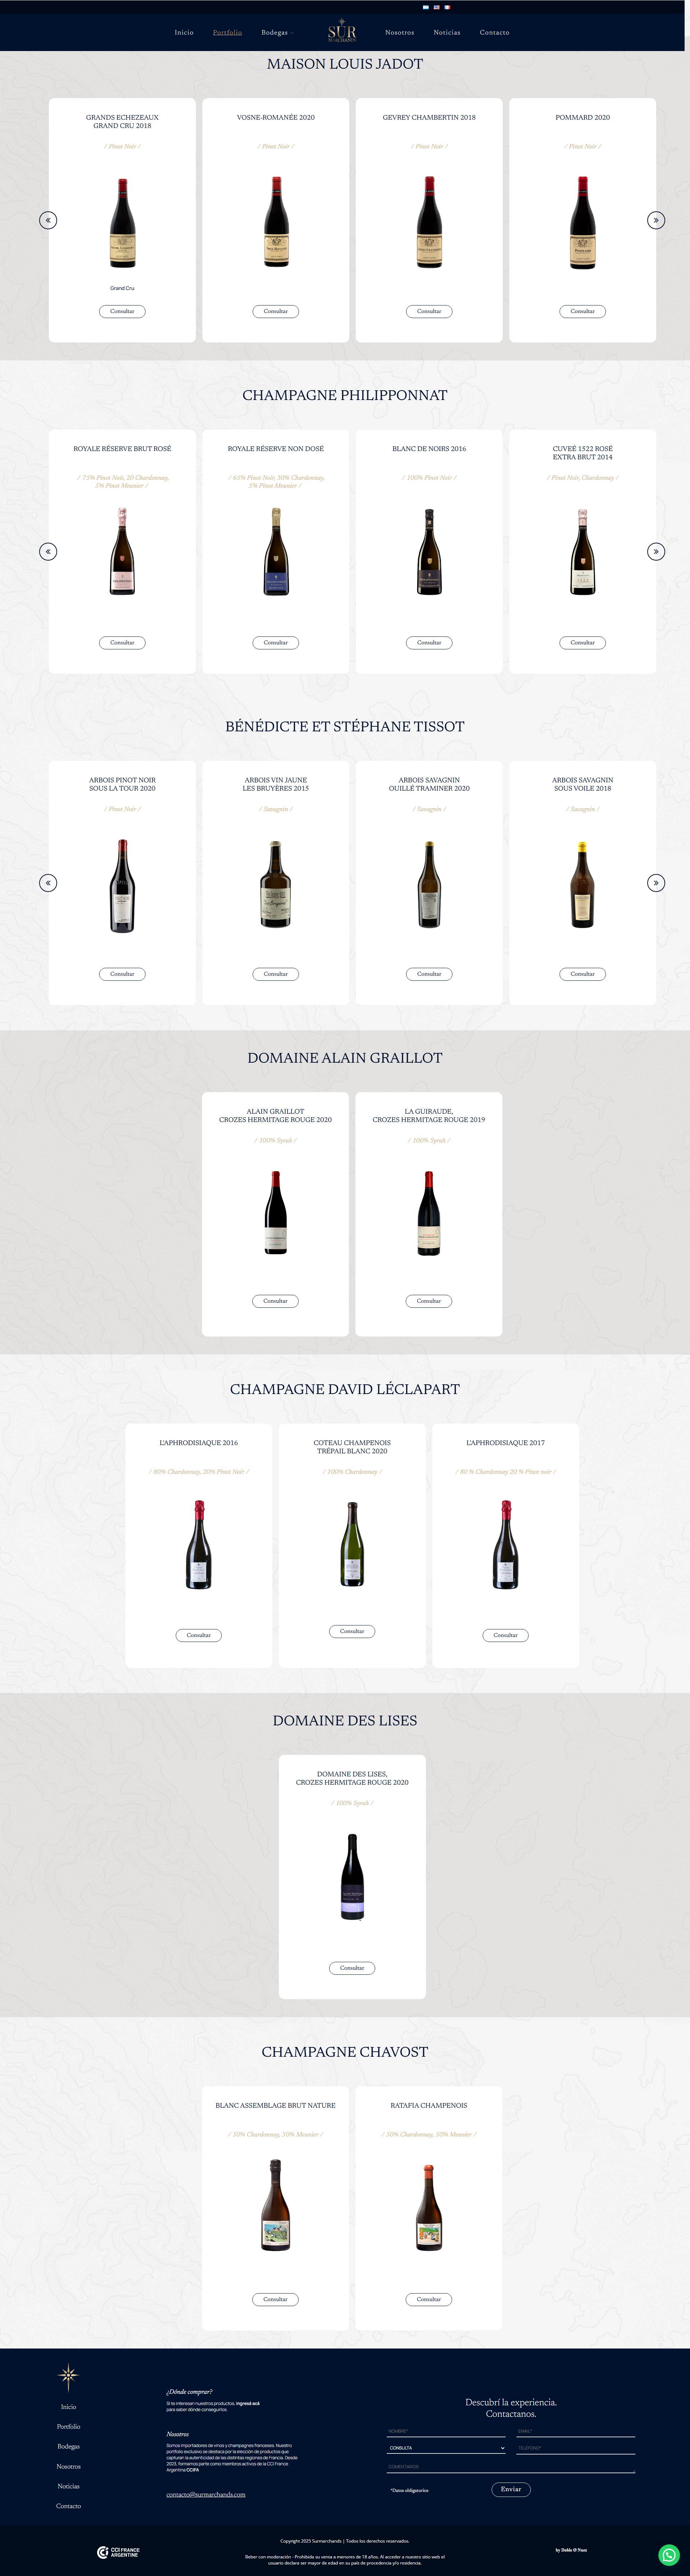 Inicio
Portfolio
Bodegas
SUR
MARCHANDS
Nosotros
Noticias
Contacto
MAISON LOUIS JADOT
GRANDS ECHEZEAUX
GRAND CRU 2018
/ Pinot Noir /
Grand Cru
Consultar
VOSNE-ROMANÉE 2020
/ Pinot Noir /
Consultar
GEVREY CHAMBERTIN 2018
/ Pinot Noir /
Consultar
POMMARD 2020
/ Pinot Noir /
Consultar
CHAMPAGNE PHILIPPONNAT
ROYALE RÉSERVE BRUT ROSÉ
/ 75% Pinot Noir, 20 Chardonnay,
5% Pinot Meunier /
Consultar
ROYALE RÉSERVE NON DOSÉ
/ 65% Pinot Noir, 30% Chardonnay,
5% Pinot Meunier /
Consultar
BLANC DE NOIRS 2016
/ 100% Pinot Noir /
Consultar
CUVEÉ 1522 ROSÉ
EXTRA BRUT 2014
/ Pinot Noir, Chardonnay /
Consultar
BÉNÉDICTE ET STÉPHANE TISSOT
ARBOIS PINOT NOIR
SOUS LA TOUR 2020
/ Pinot Noir /
Consultar
ARBOIS VIN JAUNE
LES BRUYÈRES 2015
/ Savagnin /
Consultar
ARBOIS SAVAGNIN
OUILLÉ TRAMINER 2020
/ Savagnin /
Consultar
ARBOIS SAVAGNIN
SOUS VOILE 2018
/ Savagnin /
Consultar
DOMAINE ALAIN GRAILLOT
ALAIN GRAILLOT
CROZES HERMITAGE ROUGE 2020
/ 100% Syrah /
Consultar
LA GUIRAUDE,
CROZES HERMITAGE ROUGE 2019
/ 100% Syrah /
Consultar
CHAMPAGNE DAVID LÉCLAPART
L'APHRODISIAQUE 2016
/ 80% Chardonnay, 20% Pinot Noir /
Consultar
COTEAU CHAMPENOIS
TRÉPAIL BLANC 2020
/ 100% Chardonnay /
Consultar
L'APHRODISIAQUE 2017
/ 80 % Chardonnay 20 % Pinot noir /
Consultar
DOMAINE DES LISES
DOMAINE DES LISES,
CROZES HERMITAGE ROUGE 2020
/ 100% Syrah /
Consultar
CHAMPAGNE CHAVOST
BLANC ASSEMBLAGE BRUT NATURE
/ 50% Chardonnay, 50% Meunier /
Consultar
RATAFIA CHAMPENOIS
/ 50% Chardonnay, 50% Meunier /
Consultar
Inicio
Portfolio
Bodegas
Nosotros
Noticias
Contacto
¿Dónde comprar?
Si te interesan nuestros productos, ingresá acá
para saber dónde conseguirlos.
Nosotros
Somos importadores de vinos y champagnes franceses. Nuestro
portfolio exclusivo se destaca por la elección de productos que
capturan la autenticidad de las distintas regiones de Francia. Desde
2023, formamos parte como miembros activos de la CCI France
Argentina CCIFA
contacto@surmarchands.com
Descubrí la experiencia.
Contactanos.
NOMBRE*
EMAIL*
CONSULTA
TELÉFONO*
COMENTARIOS
*Datos obligatorios
Enviar
CCI FRANCE
ARGENTINE
Copyright 2025 Surmarchands | Todos los derechos reservados.
Beber con moderación - Prohibida su venta a menores de 18 años. Al acceder a nuestro sitio web el
usuario declara ser mayor de edad en su país de procedencia y/o residencia.
by Doble O Nuez